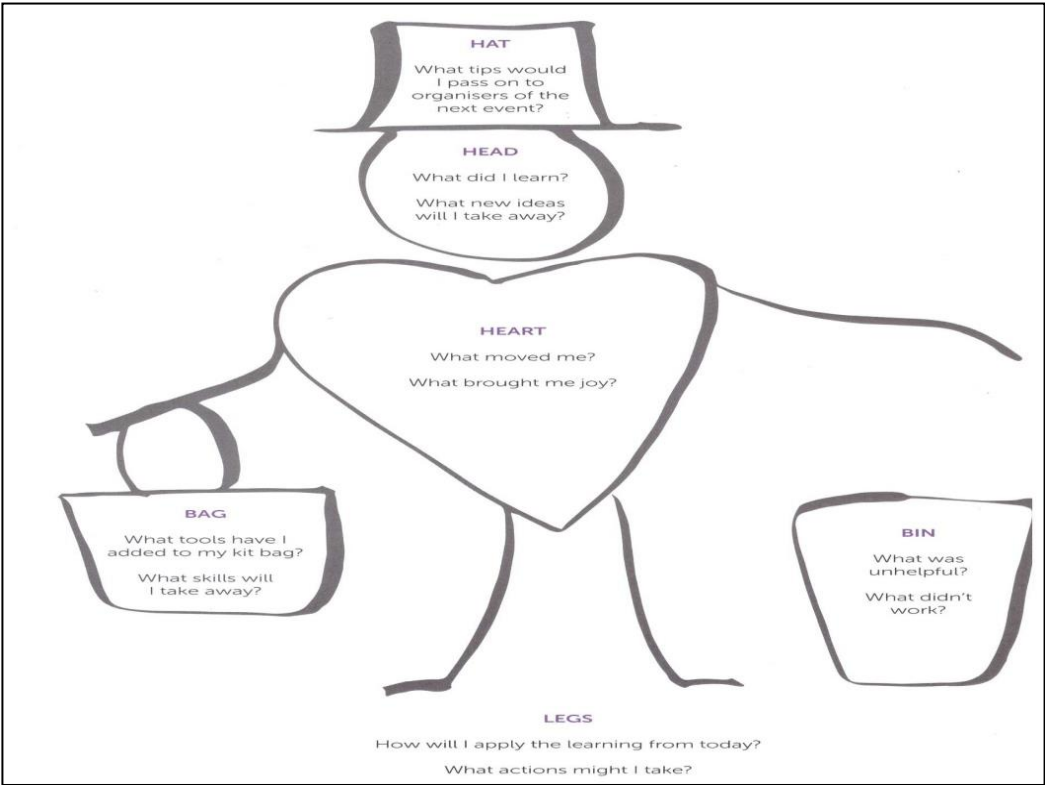 HAT
What tips would
I pass on to
organisers of the
next event?
HEAD
What did I learn?
What new ideas
will I take away?
HEART
What moved me?
What brought me joy?
BAG
What tools have I
added to my kit bag?
What skills will
I take away?
BIN
What was
unhelpful?
What didn't
work?
LEGS
How will I apply the learning from today?
What actions might I take?